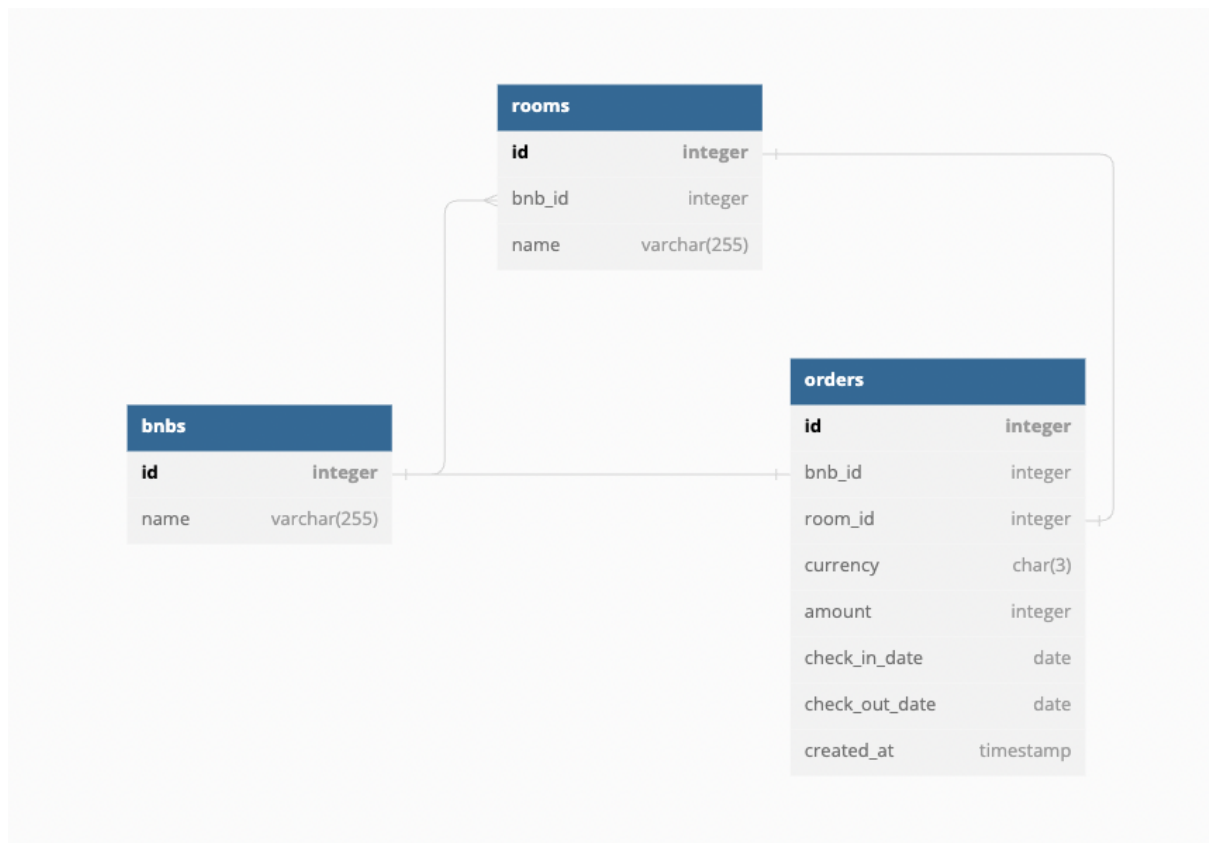 rooms
id integer
bnb_id integer
name varchar(255)
bnbs
id integer
name varchar(255)
orders
id integer
bnb_id integer
room_id integer
currency char(3)
amount integer
check_in_date date
check_out_date date
created_at timestamp